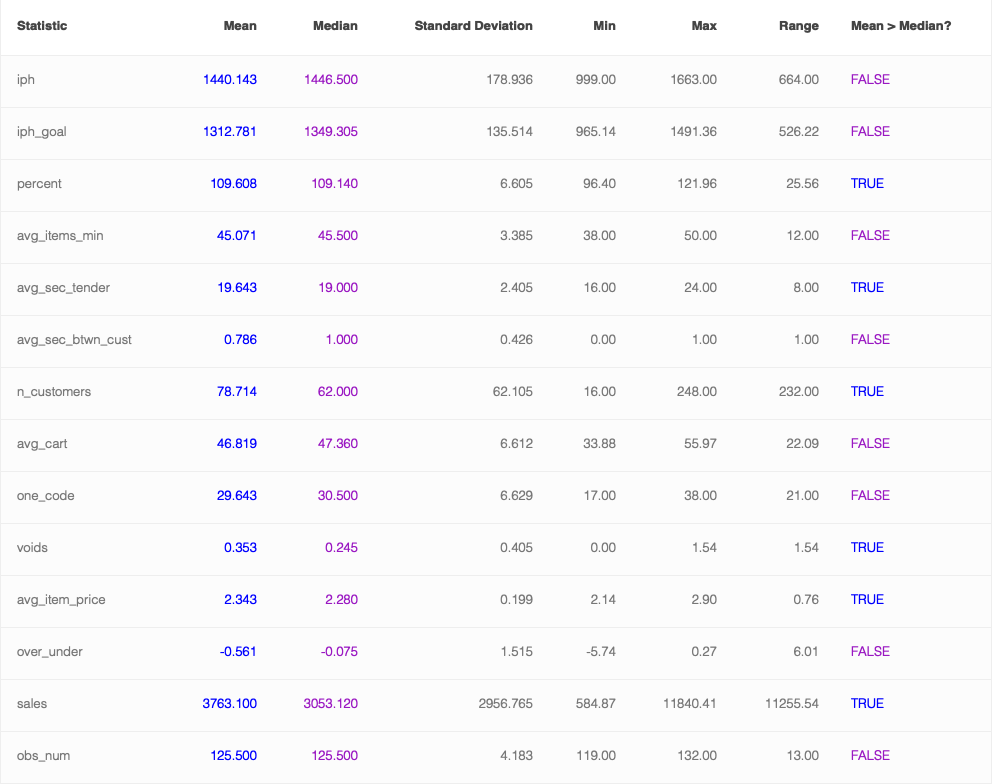 Statistic Mean Median Standard Deviation Min Max Range Mean > Median?
iph 1440.143 1446.500 178.936 999.00 1663.00 664.00 FALSE
iph_goal 1312.781 1349.305 135.514 965.14 1491.36 526.22 FALSE
percent 109.608 109.140 6.605 96.40 121.96 25.56 TRUE
avg_items_min 45.071 45.500 3.385 38.00 50.00 12.00 FALSE
avg_sec_tender 19.643 19.000 2.405 16.00 24.00 8.00 TRUE
avg_sec_btwn_cust 0.786 1.000 0.426 0.00 1.00 1.00 FALSE
n_customers 78.714 62.000 62.105 16.00 248.00 232.00 TRUE
avg_cart 46.819 47.360 6.612 33.88 55.97 22.09 FALSE
one_code 29.643 30.500 6.629 17.00 38.00 21.00 FALSE
voids 0.353 0.245 0.405 0.00 1.54 1.54 TRUE
avg_item_price 2.343 2.280 0.199 2.14 2.90 0.76 TRUE
over_under -0.561 -0.075 1.515 -5.74 0.27 6.01 FALSE
sales 3763.100 3053.120 2956.765 584.87 11840.41 11255.54 TRUE
obs_num 125.500 125.500 4.183 119.00 132.00 13.00 FALSE